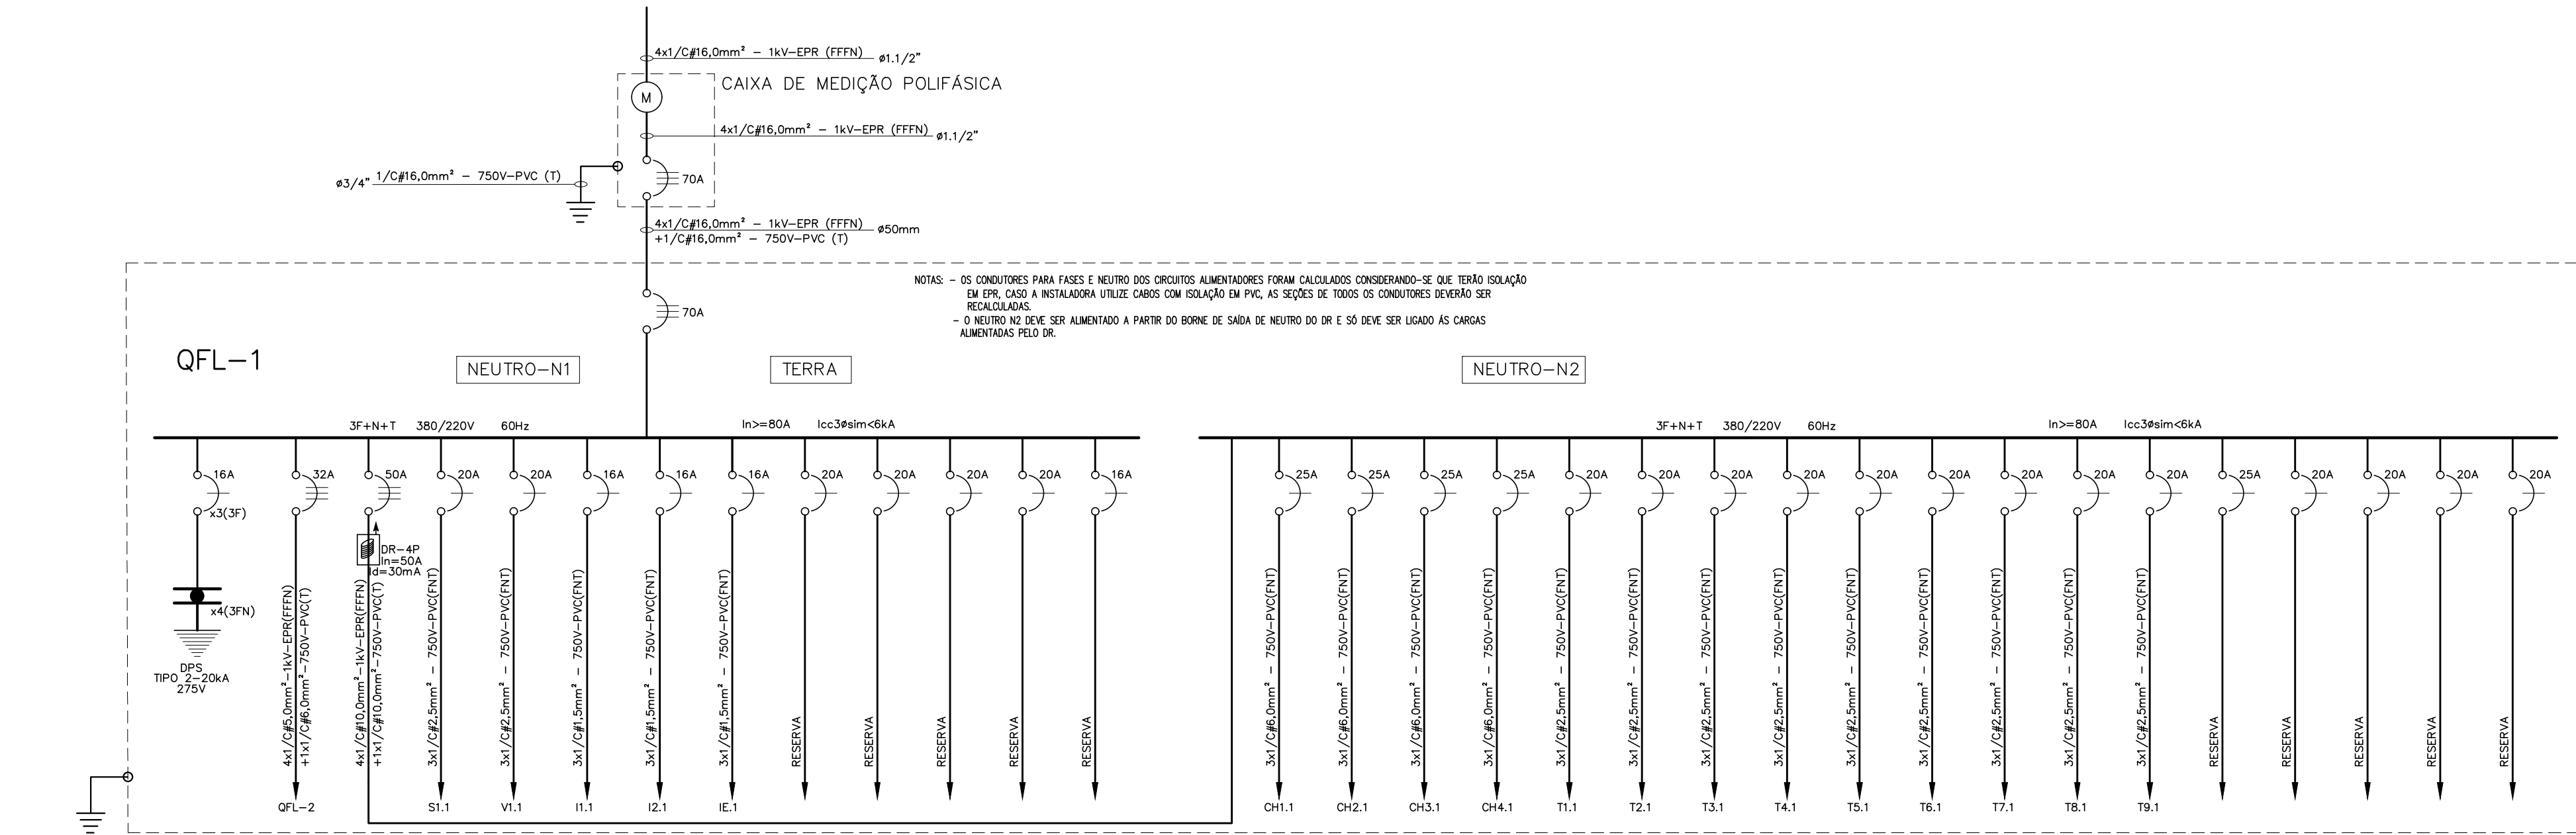 4x1/C#16,0mm² - 1kV-EPR (FFFN) ø1.1/2"
CAIXA DE MEDIÇÃO POLIFÁSICA
M
4x1/C#16,0mm² - 1kV-EPR (FFFN) ø1.1/2"
ø3/4" 1/C#16,0mm² - 750V-PVC (T)
70A
4x1/C#16,0mm² - 1kV-EPR (FFFN) ø50mm
+1/C#16,0mm² - 750V-PVC (T)
NOTAS: - OS CONDUTORES PARA FASES E NEUTRO DOS CIRCUITOS ALIMENTADORES FORAM CALCULADOS CONSIDERANDO-SE QUE TERÃO ISOLAÇÃO
EM EPR, CASO A INSTALADORA UTILIZE CABOS COM ISOLAÇÃO EM PVC, AS SEÇÕES DE TODOS OS CONDUTORES DEVERÃO SER
RECALCULADAS.
- O NEUTRO N2 DEVE SER ALIMENTADO A PARTIR DO BORNE DE SAÍDA DE NEUTRO DO DR E SÓ DEVE SER LIGADO ÁS CARGAS
ALIMENTADAS PELO DR.
70A
QFL-1
NEUTRO-N1
TERRA
NEUTRO-N2
3F+N+T 380/220V 60Hz In>=80A Icc3øsim<6kA
3F+N+T 380/220V 60Hz In>=80A Icc3øsim<6kA
16A
x3(3F)
x4(3FN)
DPS
TIPO 2-20kA
275V
32A
4x1/C#5,0mm²-1kV-EPR(FFFN)
+1x1/C#6,0mm²-750V-PVC(T)
QFL-2
50A
DR-4P
In=50A
Id=30mA
4x1/C#10,0mm²-1kV-EPR(FFFN)
+1x1/C#10,0mm²-750V-PVC(T)
20A
3x1/C#2,5mm² - 750V-PVC(FNT)
S1.1
20A
3x1/C#2,5mm² - 750V-PVC(FNT)
V1.1
16A
3x1/C#1,5mm² - 750V-PVC(FNT)
I1.1
16A
3x1/C#1,5mm² - 750V-PVC(FNT)
I2.1
16A
3x1/C#1,5mm² - 750V-PVC(FNT)
IE.1
20A
RESERVA
20A
RESERVA
20A
RESERVA
20A
RESERVA
16A
RESERVA
25A
3x1/C#6,0mm² - 750V-PVC(FNT)
CH1.1
25A
3x1/C#6,0mm² - 750V-PVC(FNT)
CH2.1
25A
3x1/C#6,0mm² - 750V-PVC(FNT)
CH3.1
25A
3x1/C#6,0mm² - 750V-PVC(FNT)
CH4.1
20A
3x1/C#2,5mm² - 750V-PVC(FNT)
T1.1
20A
3x1/C#2,5mm² - 750V-PVC(FNT)
T2.1
20A
3x1/C#2,5mm² - 750V-PVC(FNT)
T3.1
20A
3x1/C#2,5mm² - 750V-PVC(FNT)
T4.1
20A
3x1/C#2,5mm² - 750V-PVC(FNT)
T5.1
20A
3x1/C#2,5mm² - 750V-PVC(FNT)
T6.1
20A
3x1/C#2,5mm² - 750V-PVC(FNT)
T7.1
20A
3x1/C#2,5mm² - 750V-PVC(FNT)
T8.1
20A
3x1/C#2,5mm² - 750V-PVC(FNT)
T9.1
25A
RESERVA
20A
RESERVA
20A
RESERVA
20A
RESERVA
20A
RESERVA